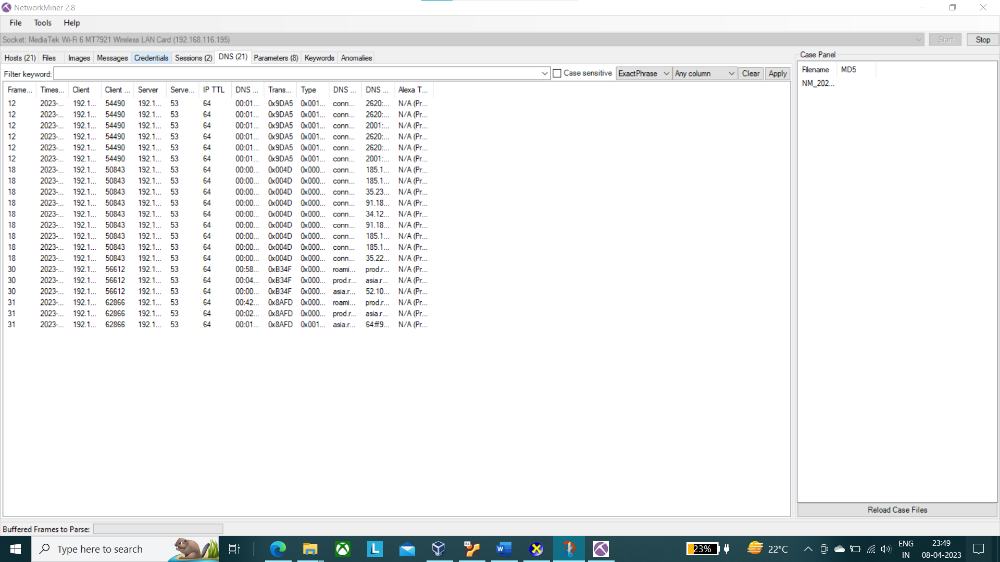 NetworkMiner 2.8
File Tools Help
Socket: MediaTek Wi-Fi 6 MT7921 Wireless LAN Card (192.168.116.195) Start Stop
Hosts (21) Files Images Messages Credentials Sessions (2) DNS (21) Parameters (8) Keywords Anomalies
Filter keyword: Case sensitive ExactPhrase Any column Clear Apply
Frame... Times... Client Client ... Server Serve... IP TTL DNS ... Trans... Type DNS ... DNS ... Alexa T...
12 2023-... 192.1... 54490 192.1... 53 64 00:01... 0x9DA5 0x001... conn... 2620:... N/A (Pr...
12 2023-... 192.1... 54490 192.1... 53 64 00:01... 0x9DA5 0x001... conn... 2620:... N/A (Pr...
12 2023-... 192.1... 54490 192.1... 53 64 00:01... 0x9DA5 0x001... conn... 2001:... N/A (Pr...
12 2023-... 192.1... 54490 192.1... 53 64 00:01... 0x9DA5 0x001... conn... 2620:... N/A (Pr...
12 2023-... 192.1... 54490 192.1... 53 64 00:01... 0x9DA5 0x001... conn... 2620:... N/A (Pr...
12 2023-... 192.1... 54490 192.1... 53 64 00:01... 0x9DA5 0x001... conn... 2001:... N/A (Pr...
18 2023-... 192.1... 50843 192.1... 53 64 00:00... 0x004D 0x000... conn... 185.1... N/A (Pr...
18 2023-... 192.1... 50843 192.1... 53 64 00:00... 0x004D 0x000... conn... 185.1... N/A (Pr...
18 2023-... 192.1... 50843 192.1... 53 64 00:00... 0x004D 0x000... conn... 35.23... N/A (Pr...
18 2023-... 192.1... 50843 192.1... 53 64 00:00... 0x004D 0x000... conn... 91.18... N/A (Pr...
18 2023-... 192.1... 50843 192.1... 53 64 00:00... 0x004D 0x000... conn... 34.12... N/A (Pr...
18 2023-... 192.1... 50843 192.1... 53 64 00:00... 0x004D 0x000... conn... 91.18... N/A (Pr...
18 2023-... 192.1... 50843 192.1... 53 64 00:00... 0x004D 0x000... conn... 185.1... N/A (Pr...
18 2023-... 192.1... 50843 192.1... 53 64 00:00... 0x004D 0x000... conn... 185.1... N/A (Pr...
18 2023-... 192.1... 50843 192.1... 53 64 00:00... 0x004D 0x000... conn... 35.22... N/A (Pr...
30 2023-... 192.1... 56612 192.1... 53 64 00:58... 0xB34F 0x000... roami... prod.r... N/A (Pr...
30 2023-... 192.1... 56612 192.1... 53 64 00:04... 0xB34F 0x000... prod.r... asia.r... N/A (Pr...
30 2023-... 192.1... 56612 192.1... 53 64 00:00... 0xB34F 0x000... asia.r... 52.10... N/A (Pr...
31 2023-... 192.1... 62866 192.1... 53 64 00:42... 0x8AFD 0x000... roami... prod.r... N/A (Pr...
31 2023-... 192.1... 62866 192.1... 53 64 00:02... 0x8AFD 0x000... prod.r... asia.r... N/A (Pr...
31 2023-... 192.1... 62866 192.1... 53 64 00:01... 0x8AFD 0x001... asia.r... 64:ff9... N/A (Pr...
Case Panel
Filename MD5
NM_202...
Reload Case Files
Buffered Frames to Parse:
Type here to search
23% 22°C
ENG
IN
23:49
08-04-2023